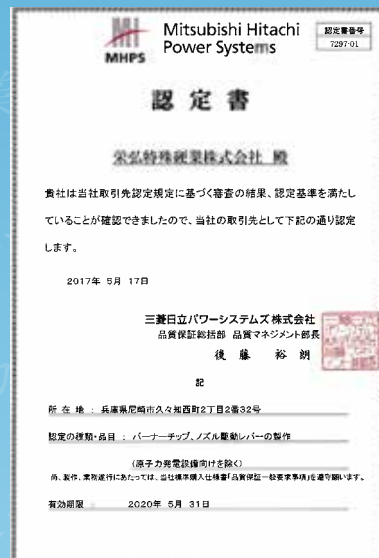 MHPS
Mitsubishi Hitachi
Power Systems
認定書番号
7297-01
認定書
栄弘特殊硬業株式会社 殿
貴社は当社取引先認定規定に基づく審査の結果、認定基準を満たし
ていることが確認できましたので、当社の取引先として下記の通り認定
します。
2017年 5月 17日
三菱日立パワーシステムズ 株式会社
品質保証総括部 品質マネジメント部長
後藤 裕朗
記
所在地 : 兵庫県尼崎市久々知西町2丁目2番32号
認定の種類・品目 : バーナーチップ、ノズル駆動レバーの製作
(原子力発電設備向けを除く)
尚、製作、業務遂行にあたっては、当社標準購入仕様書「品質保証一般要求事項」を遵守願います。
有効期限 : 2020年 5月 31日